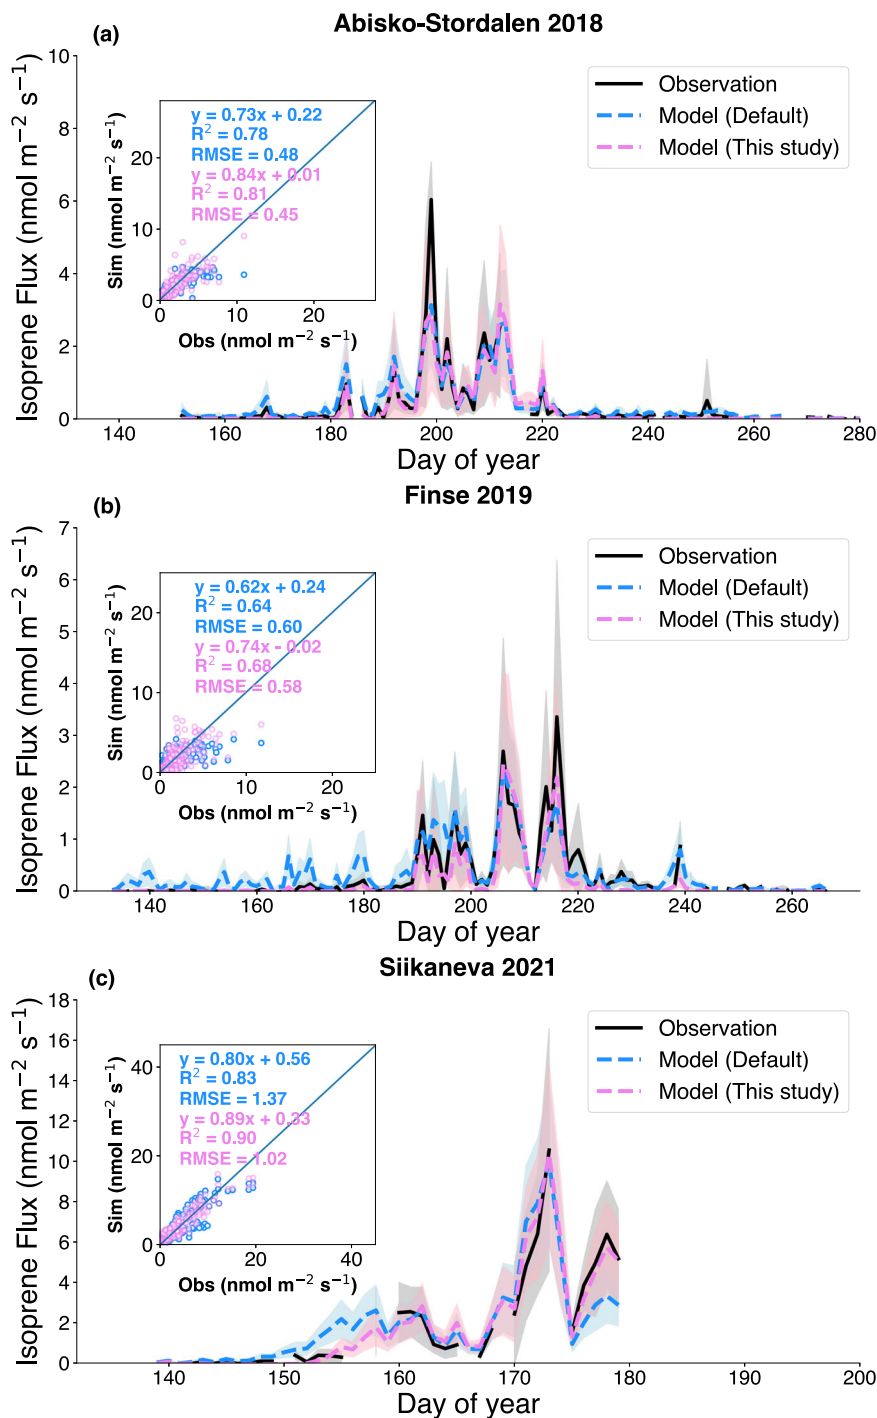 Abisko-Stordalen 2018
(a)
Isoprene Flux (nmol m⁻² s⁻¹)
10
8
6
4
2
0
140 160 180 200 220 240 260 280
Day of year
Observation
Model (Default)
Model (This study)
Sim (nmol m⁻² s⁻¹)
20
10
0
0 10 20
Obs (nmol m⁻² s⁻¹)
y = 0.73x + 0.22
R² = 0.78
RMSE = 0.48
y = 0.84x + 0.01
R² = 0.81
RMSE = 0.45
Finse 2019
(b)
Isoprene Flux (nmol m⁻² s⁻¹)
7
6
5
4
3
2
1
0
140 160 180 200 220 240 260
Day of year
Observation
Model (Default)
Model (This study)
Sim (nmol m⁻² s⁻¹)
20
10
0
0 10 20
Obs (nmol m⁻² s⁻¹)
y = 0.62x + 0.24
R² = 0.64
RMSE = 0.60
y = 0.74x - 0.02
R² = 0.68
RMSE = 0.58
Siikaneva 2021
(c)
Isoprene Flux (nmol m⁻² s⁻¹)
18
16
14
12
10
8
6
4
2
0
140 150 160 170 180 190 200
Day of year
Observation
Model (Default)
Model (This study)
Sim (nmol m⁻² s⁻¹)
40
20
0
0 20 40
Obs (nmol m⁻² s⁻¹)
y = 0.80x + 0.56
R² = 0.83
RMSE = 1.37
y = 0.89x + 0.33
R² = 0.90
RMSE = 1.02